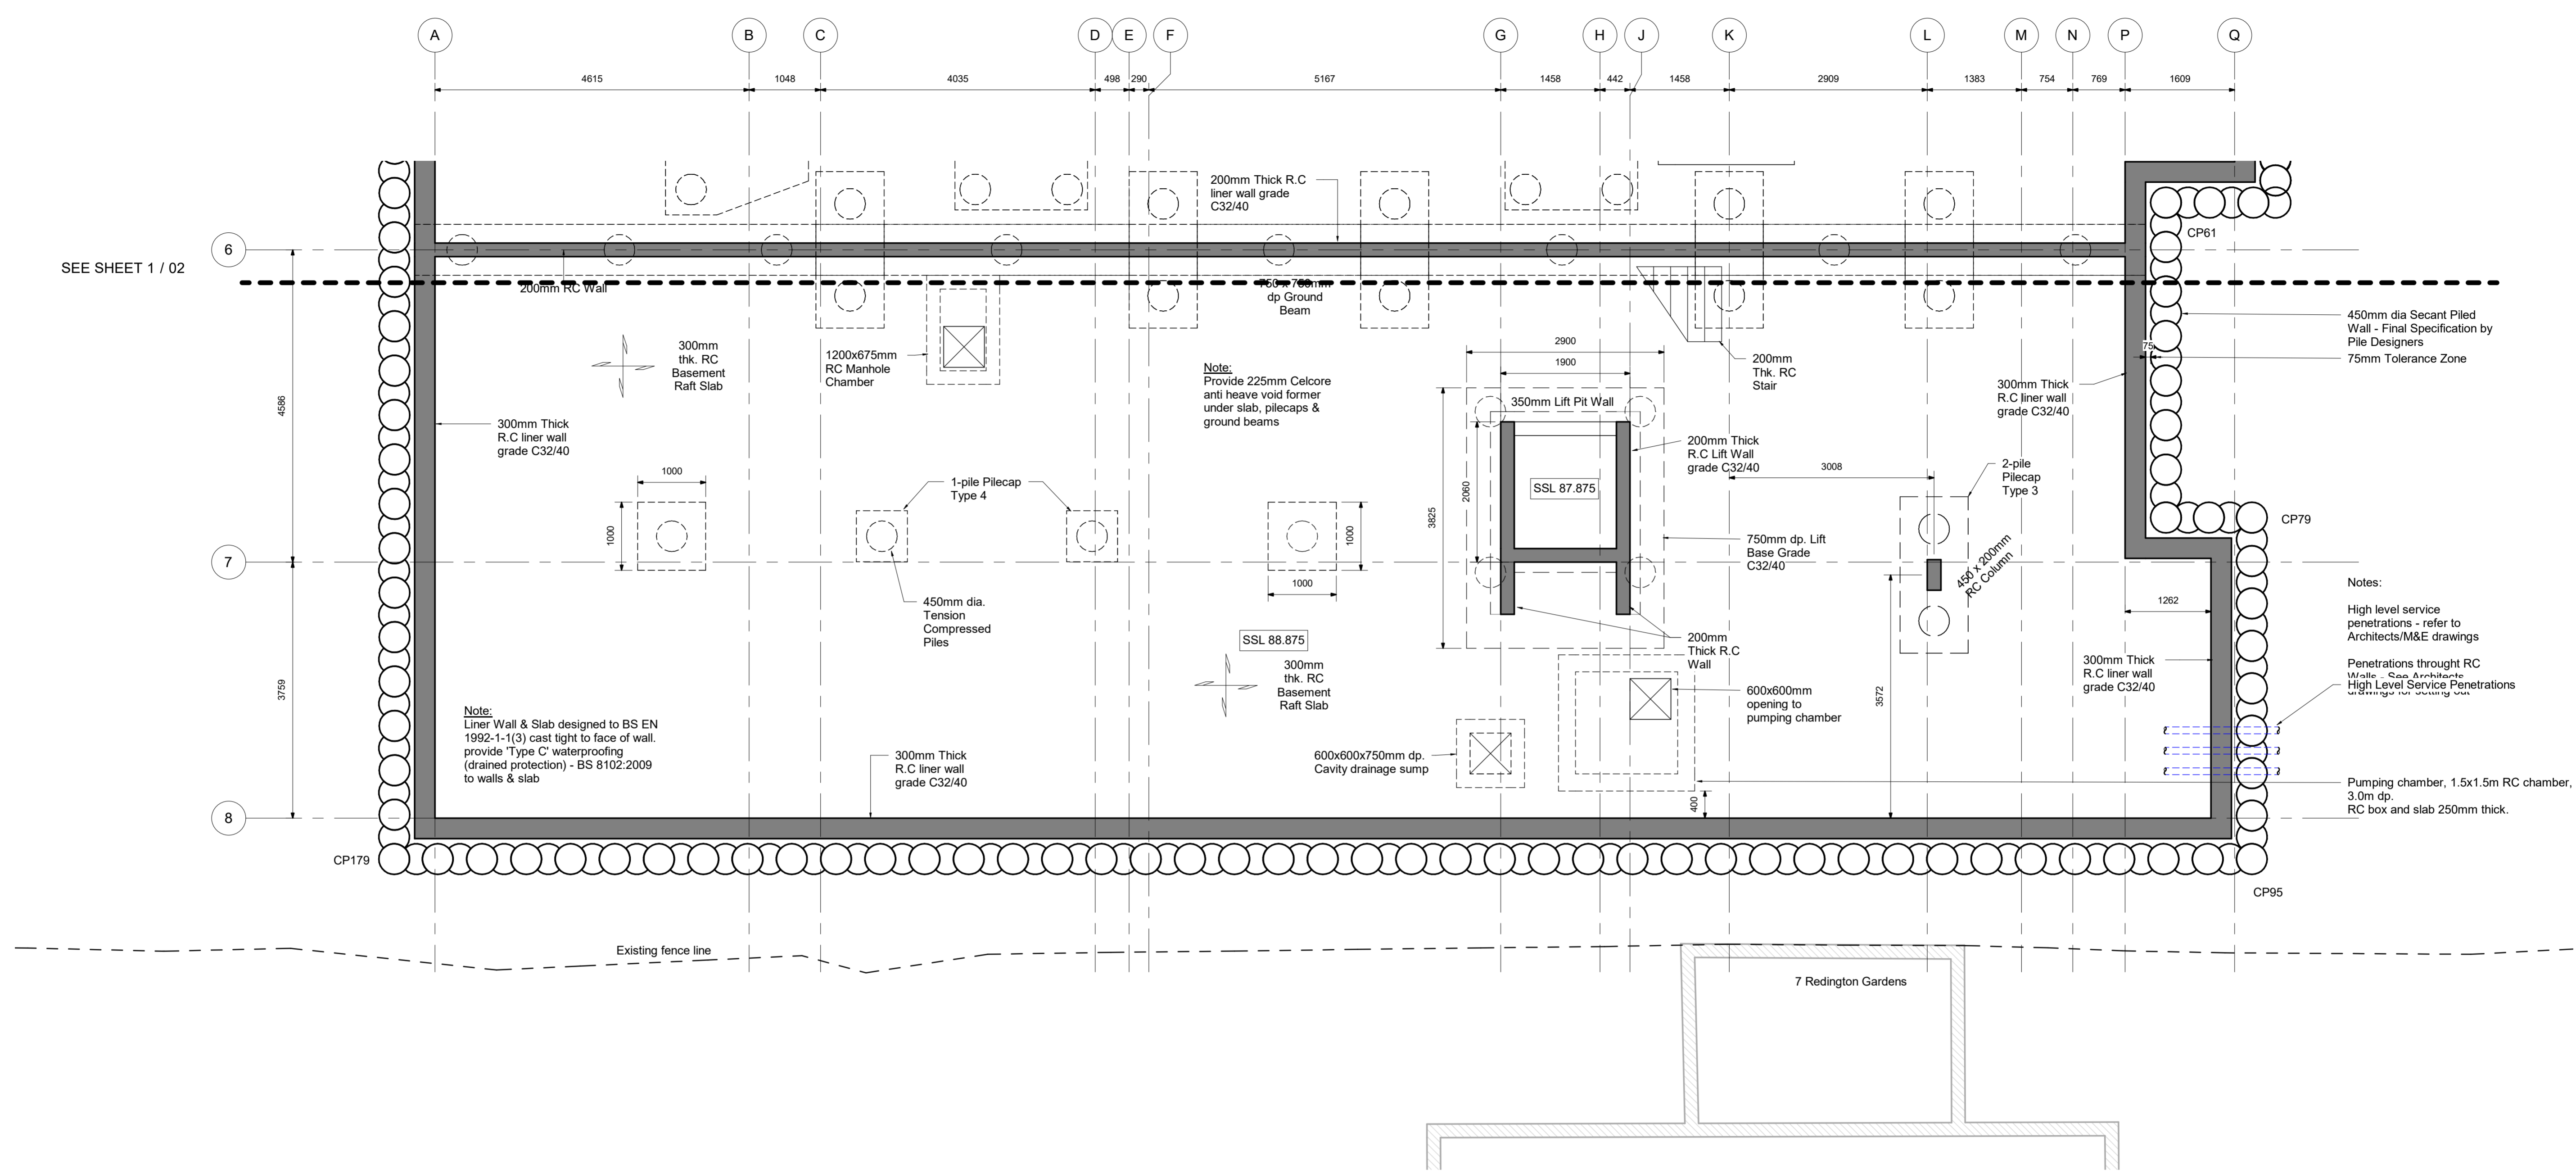 A
B
C
D
E
F
G
H
J
K
L
M
N
P
Q
4615
1048
4035
498
290
5167
1458
442
1458
2909
1383
754
769
1609
200mm Thick R.C
liner wall grade
C32/40
CP61
6
SEE SHEET 1 / 02
200mm RC Wall
750 x 750mm
dp Ground
Beam
450mm dia Secant Piled
Wall - Final Specification by
Pile Designers
75
75mm Tolerance Zone
300mm
thk. RC
Basement
Raft Slab
1200x675mm
RC Manhole
Chamber
Note:
Provide 225mm Celcore
anti heave void former
under slab, pilecaps &
ground beams
2900
1900
200mm
Thk. RC
Stair
300mm Thick
R.C liner wall
grade C32/40
4586
350mm Lift Pit Wall
300mm Thick
R.C liner wall
grade C32/40
200mm Thick
R.C Lift Wall
grade C32/40
3008
2-pile
Pilecap
Type 3
1000
1-pile Pilecap
Type 4
SSL 87.875
2060
3825
1000
1000
CP79
750mm dp. Lift
Base Grade
C32/40
450 x 200mm
RC Column
7
1000
Notes:
High level service
penetrations - refer to
Architects/M&E drawings
Penetrations throught RC
Walls - See Architects
drawings for setting out
High Level Service Penetrations
1262
450mm dia.
Tension
Compressed
Piles
SSL 88.875
200mm
Thick R.C
Wall
300mm
thk. RC
Basement
Raft Slab
300mm Thick
R.C liner wall
grade C32/40
3759
600x600mm
opening to
pumping chamber
3572
Note:
Liner Wall & Slab designed to BS EN
1992-1-1(3) cast tight to face of wall.
provide 'Type C' waterproofing
(drained protection) - BS 8102:2009
to walls & slab
300mm Thick
R.C liner wall
grade C32/40
600x600x750mm dp.
Cavity drainage sump
400
Pumping chamber, 1.5x1.5m RC chamber,
3.0m dp.
RC box and slab 250mm thick.
8
CP179
CP95
Existing fence line
7 Redington Gardens